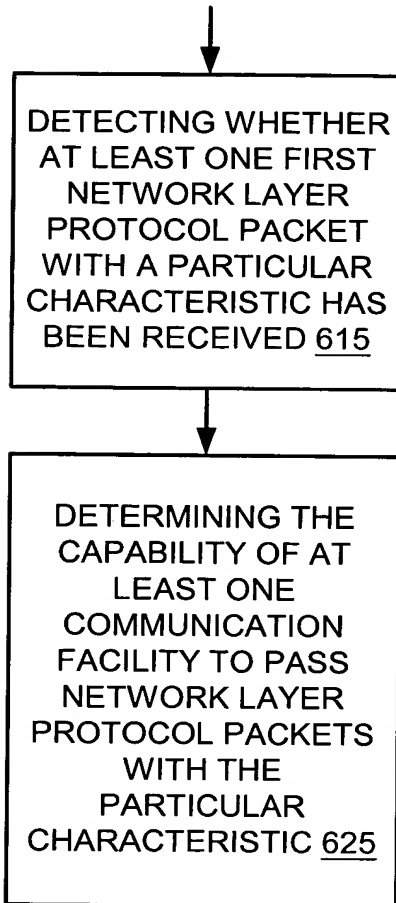 DETECTING WHETHER
AT LEAST ONE FIRST
NETWORK LAYER
PROTOCOL PACKET
WITH A PARTICULAR
CHARACTERISTIC HAS
BEEN RECEIVED 615
DETERMINING THE
CAPABILITY OF AT
LEAST ONE
COMMUNICATION
FACILITY TO PASS
NETWORK LAYER
PROTOCOL PACKETS
WITH THE
PARTICULAR
CHARACTERISTIC 625